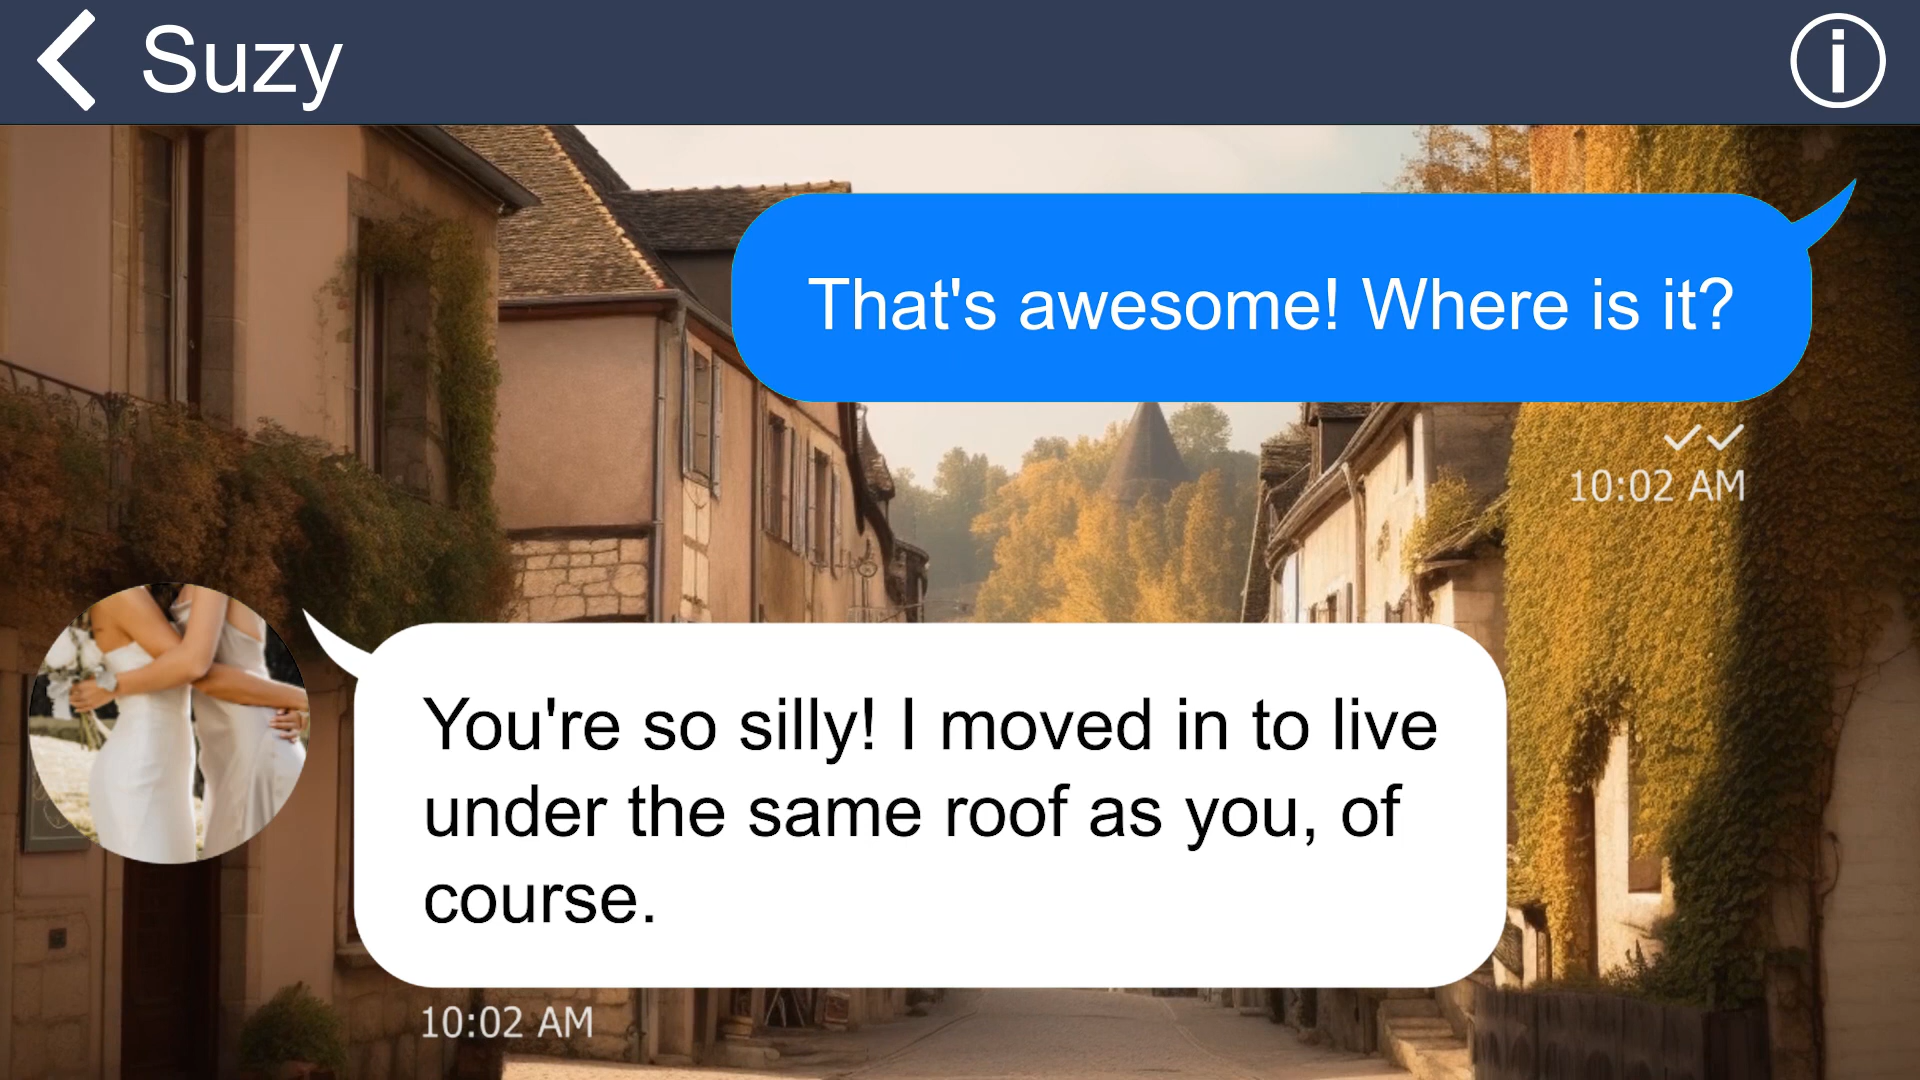 Suzy
That's awesome! Where is it?
10:02 AM
You're so silly! I moved in to live
under the same roof as you, of
course.
10:02 AM